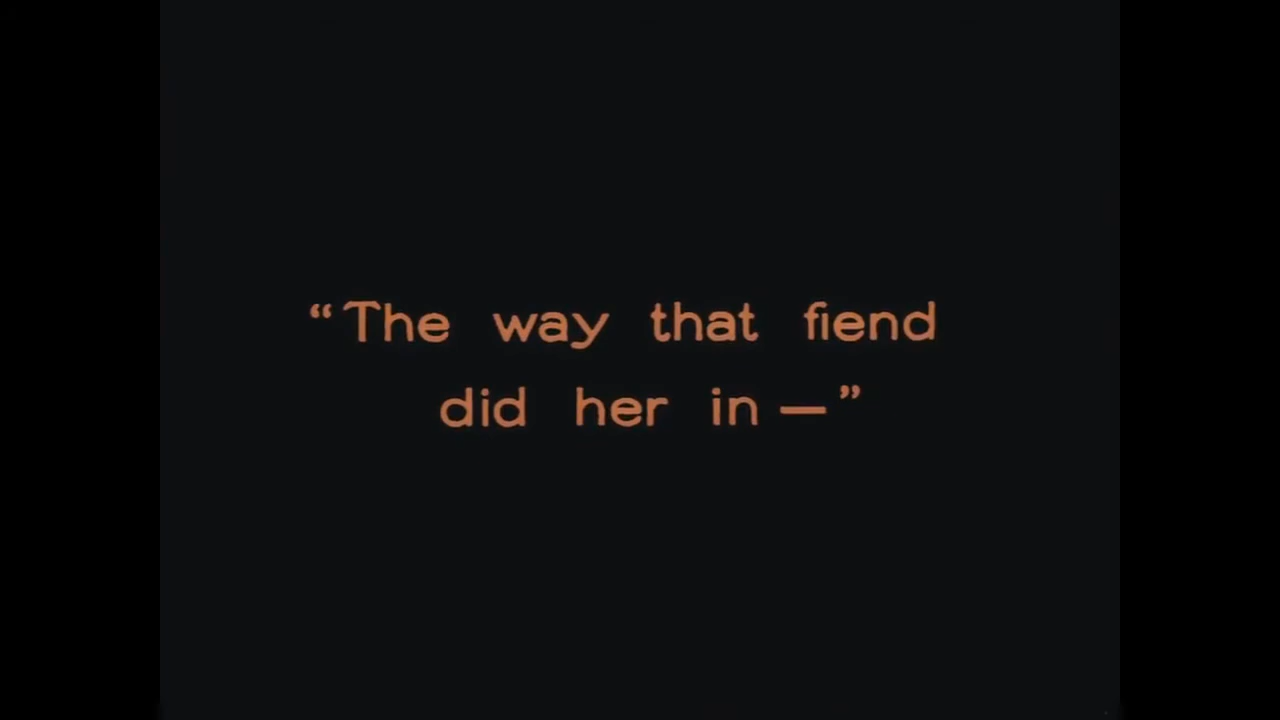 “The way that fiend
did her in —”